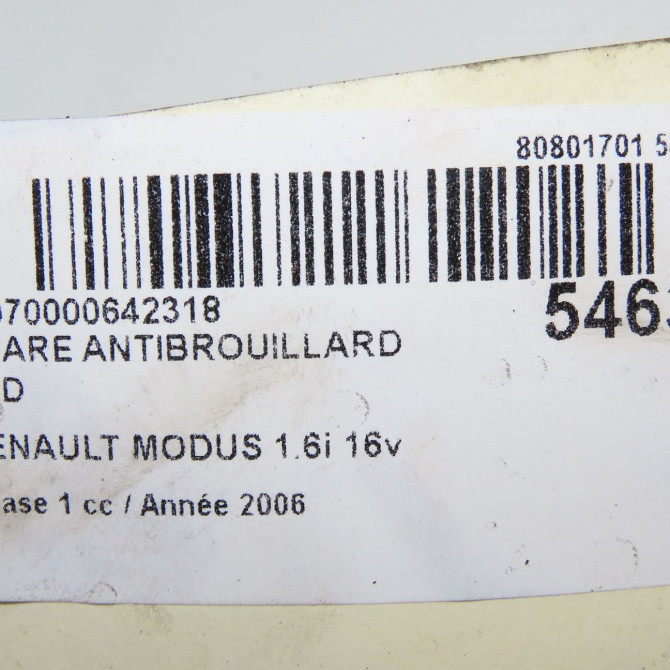 80801701 5
070000642318
5463
ARE ANTIBROUILLARD
D
ENAULT MODUS 1.6i 16v
ase 1 cc / Année 2006